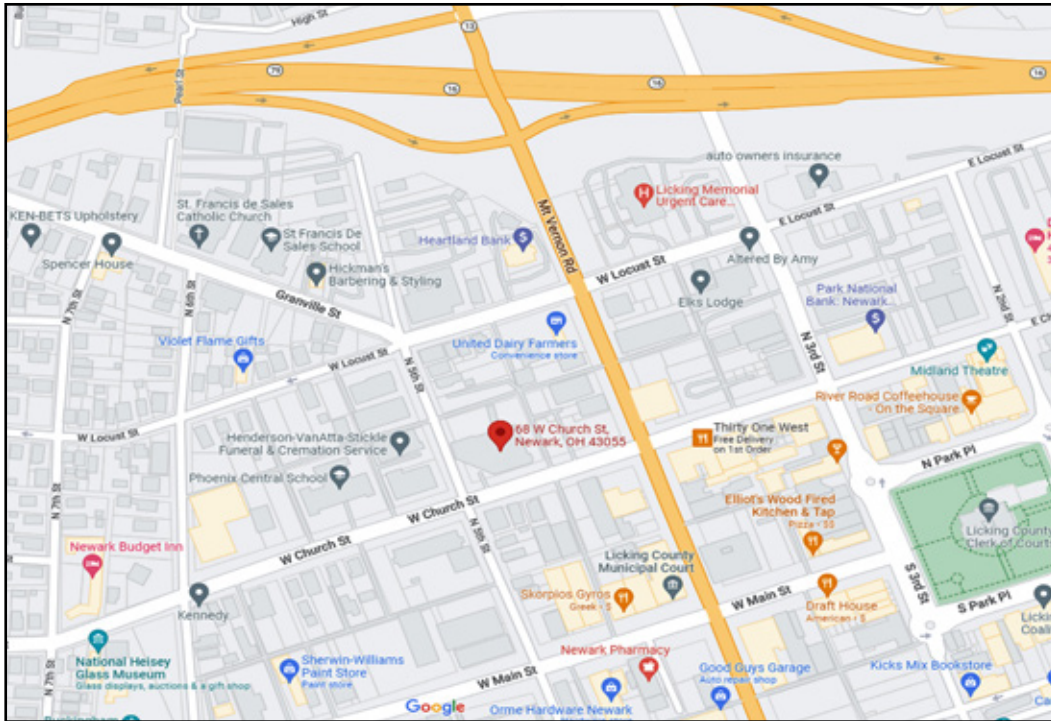 High St
13
Pearl St
79
16
16
16
auto owners insurance
E Locust St
Licking Memorial
Urgent Care...
E Locust St
KEN-BETS Upholstery
St. Francis de Sales
Catholic Church
St Francis De
Sales School
Heartland Bank
Mt Vernon Rd
Altered By Amy
Spencer House
Hickman's
Barbering & Styling
W Locust St
Elks Lodge
Park National
Bank: Newark...
N 2nd St
N 7th St
N 6th St
Granville St
Violet Flame Gifts
United Dairy Farmers
Convenience store
N 3rd St
Midland Theatre
W Locust St
N 5th St
River Road Coffeehouse
- On the Square
W Locust St
Henderson-VanAtta-Stickle
Funeral & Cremation Service
68 W Church St,
Newark, OH 43055
Thirty One West
Free Delivery
on 1st Order
N Park Pl
Phoenix Central School
N 7th St
W Church St
N 5th St
Elliot's Wood Fired
Kitchen & Tap
Pizza · $$
Licking County
Clerk of Courts
Newark Budget Inn
W Church St
Licking County
Municipal Court
S 3rd St
Kennedy
Skorpios Gyros
Greek · $
W Main St
Draft House
American · $
S Park Pl
N 7th St
National Heisey
Glass Museum
Glass displays, auctions & a gift shop
Sherwin-Williams
Paint Store
Paint store
W Main St
Newark Pharmacy
Good Guys Garage
Auto repair shop
Kicks Mix Bookstore
Google
Orme Hardware Newark